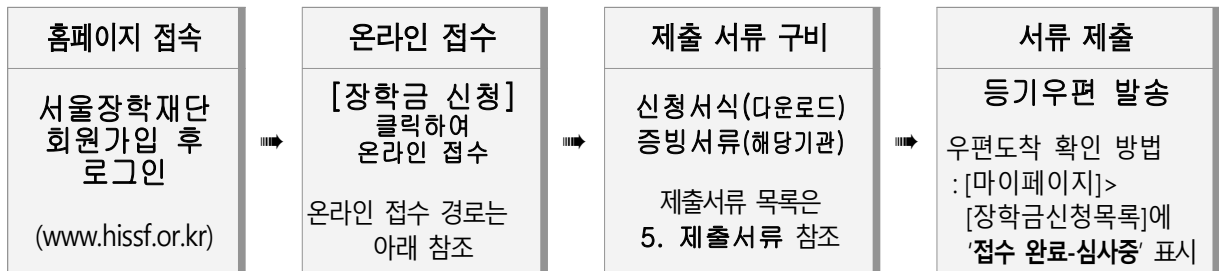 홈페이지 접속
서울장학재단
회원가입 후
로그인
(www.hissf.or.kr)
➠
온라인 접수
[장학금 신청]
클릭하여
온라인 접수
온라인 접수 경로는
아래 참조
➠
제출 서류 구비
신청서식(다운로드)
증빙서류(해당기관)
제출서류 목록은
5. 제출서류 참조
➠
서류 제출
등기우편 발송
우편도착 확인 방법
: [마이페이지]>
[장학금신청목록]에
'접수 완료-심사중' 표시